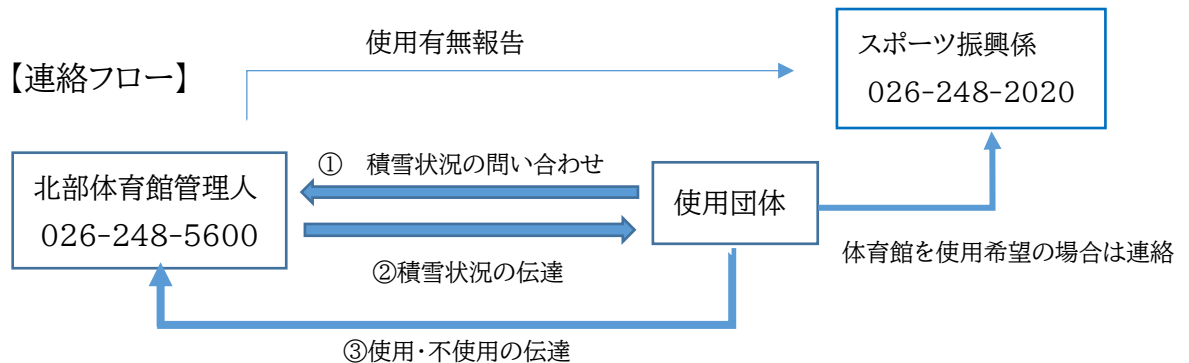 使用有無報告
スポーツ振興係
026-248-2020
【連絡フロー】
① 積雪状況の問い合わせ
北部体育館管理人
026-248-5600
使用団体
②積雪状況の伝達
体育館を使用希望の場合は連絡
③使用・不使用の伝達